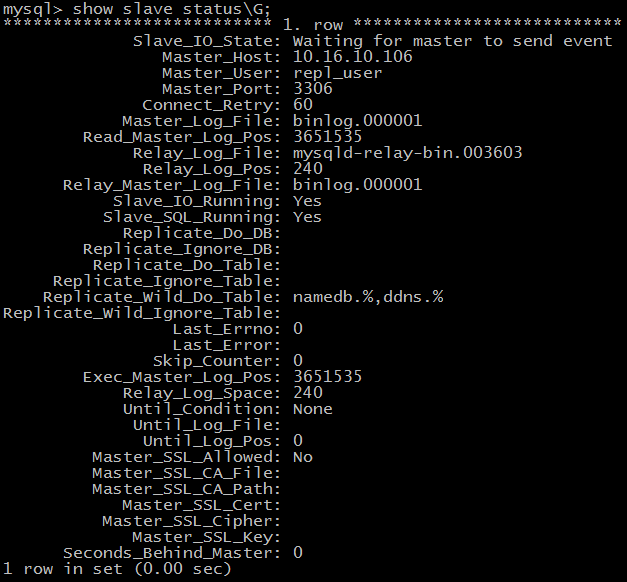 mysql> show slave status\G;
*************************** 1. row ***************************
Slave_IO_State: Waiting for master to send event
Master_Host: 10.16.10.106
Master_User: repl_user
Master_Port: 3306
Connect_Retry: 60
Master_Log_File: binlog.000001
Read_Master_Log_Pos: 3651535
Relay_Log_File: mysqld-relay-bin.003603
Relay_Log_Pos: 240
Relay_Master_Log_File: binlog.000001
Slave_IO_Running: Yes
Slave_SQL_Running: Yes
Replicate_Do_DB:
Replicate_Ignore_DB:
Replicate_Do_Table:
Replicate_Ignore_Table:
Replicate_Wild_Do_Table: namedb.%,ddns.%
Replicate_Wild_Ignore_Table:
Last_Errno: 0
Last_Error:
Skip_Counter: 0
Exec_Master_Log_Pos: 3651535
Relay_Log_Space: 240
Until_Condition: None
Until_Log_File:
Until_Log_Pos: 0
Master_SSL_Allowed: No
Master_SSL_CA_File:
Master_SSL_CA_Path:
Master_SSL_Cert:
Master_SSL_Cipher:
Master_SSL_Key:
Seconds_Behind_Master: 0
1 row in set (0.00 sec)